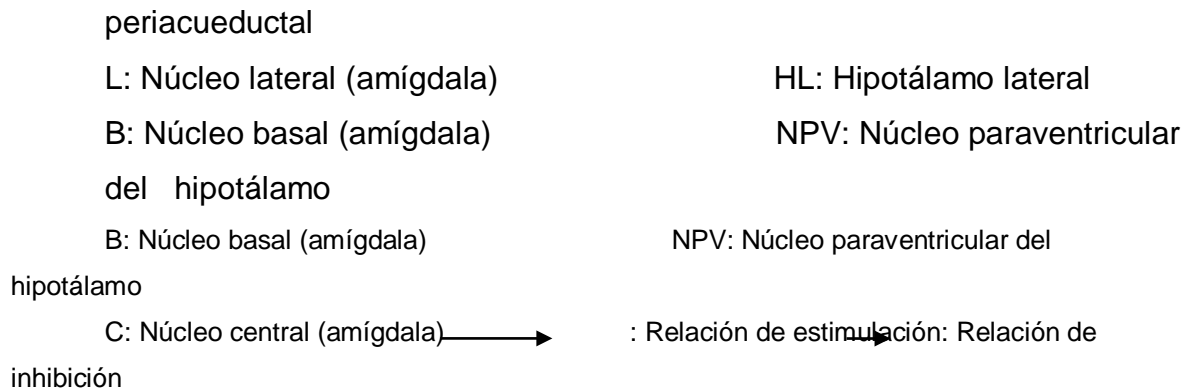 periacueductal
L: Núcleo lateral (amígdala) HL: Hipotálamo lateral
B: Núcleo basal (amígdala) NPV: Núcleo paraventricular
del hipotálamo
B: Núcleo basal (amígdala) NPV: Núcleo paraventricular del
hipotálamo
C: Núcleo central (amígdala) : Relación de estimulación: Relación de
inhibición